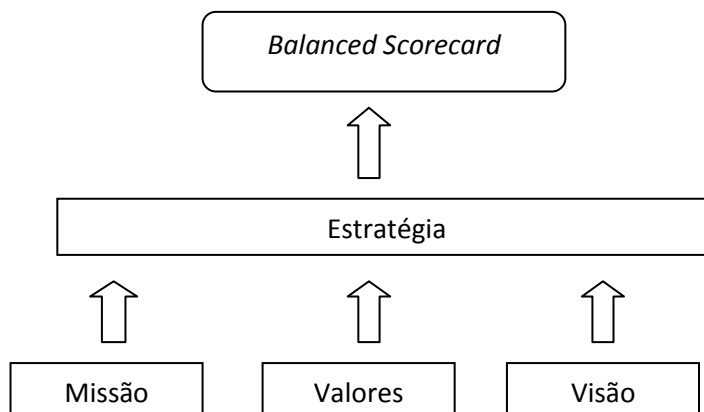 Balanced Scorecard
Estratégia
Missão
Valores
Visão